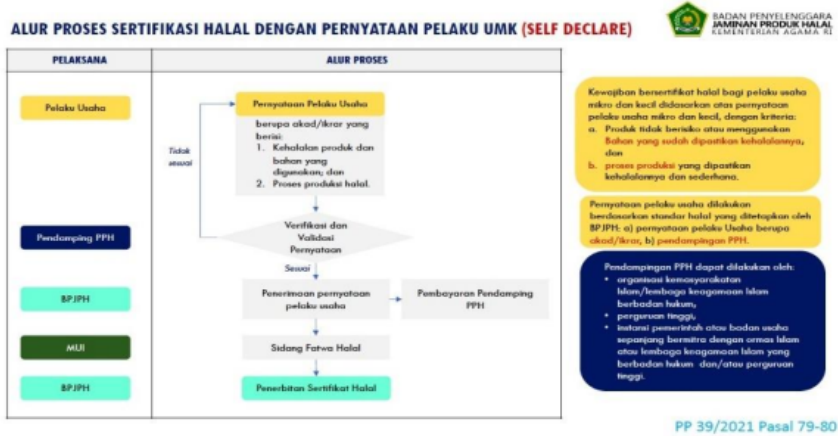 ALUR PROSES SERTIFIKASI HALAL DENGAN PERNYATAAN PELAKU UMK (SELF DECLARE)
BADAN PENYELENGGARA
JAMINAN PRODUK HALAL
KEMENTERIAN AGAMA RI
PELAKSANA
ALUR PROSES
Pelaku Usaha
Pernyataan Pelaku Usaha
berupa akad/ikrar yang
berisi:
1. Kehalalan produk dan
bahan yang
digunakan; dan
2. Proses produksi halal.
Tidak
sesuai
Pendamping PPH
Verifikasi dan
Validasi
Pernyataan
Sesuai
BPJPH
Penerimaan pernyataan
pelaku usaha
Pembayaran Pendamping
PPH
MUI
Sidang Fatwa Halal
BPJPH
Penerbitan Sertifikat Halal
Kewajiban bersertifikat halal bagi pelaku usaha
mikro dan kecil didasarkan atas pernyataan
pelaku usaha mikro dan kecil, dengan kriteria:
a. Produk tidak berisiko atau menggunakan
Bahan yang sudah dipastikan kehalalannya,
dan
b. proses produksi yang dipastikan
kehalalannya dan sederhana.
Pernyataan pelaku usaha dilakukan
berdasarkan standar halal yang ditetapkan oleh
BPJPH: a) pernyataan pelaku Usaha berupa
akad/ikrar, b) pendampingan PPH.
Pendampingan PPH dapat dilakukan oleh:
• organisasi kemasyarakatan
Islam/lembaga keagamaan Islam
berbadan hukum,
• perguruan tinggi,
• instansi pemerintah atau badan usaha
sepanjang bermitra dengan ormas Islam
atau lembaga keagamaan Islam yang
berbadan hukum dan/atau perguruan
tinggi.
PP 39/2021 Pasal 79-80